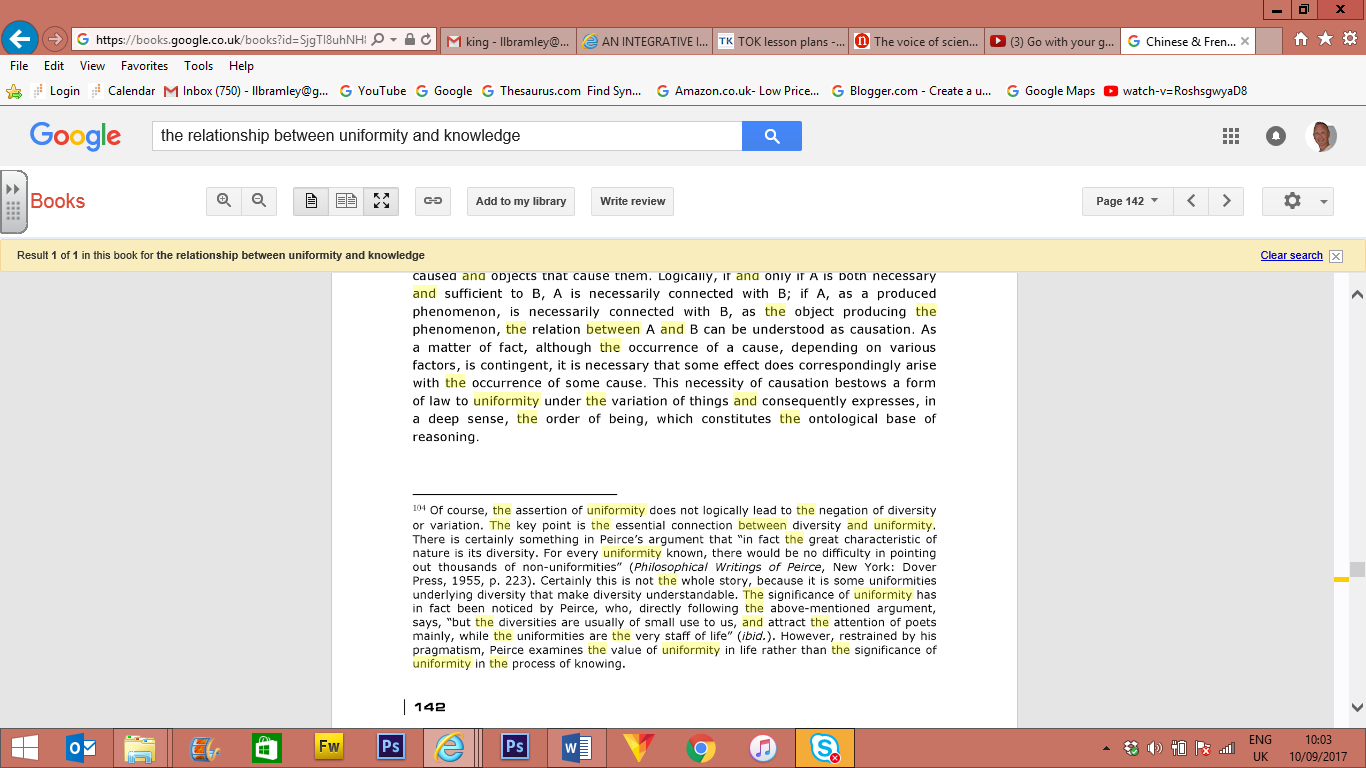 https://books.google.co.uk/books?id=SjgTI8uhNHI
king - llbramley@...
AN INTEGRATIVE I...
TK TOK lesson plans -...
The voice of scien...
(3) Go with your g...
Chinese & Fren...
File Edit View Favorites Tools Help
Login Calendar Inbox (750) - llbramley@g... YouTube Google Thesaurus.com Find Syn... Amazon.co.uk- Low Price... Blogger.com - Create a u... Google Maps watch-v=RoshsgwyaD8
Google
the relationship between uniformity and knowledge
Books
Add to my library
Write review
Page 142
Result 1 of 1 in this book for the relationship between uniformity and knowledge
Clear search
caused and objects that cause them. Logically, if and only if A is both necessary
and sufficient to B, A is necessarily connected with B; if A, as a produced
phenomenon, is necessarily connected with B, as the object producing the
phenomenon, the relation between A and B can be understood as causation. As
a matter of fact, although the occurrence of a cause, depending on various
factors, is contingent, it is necessary that some effect does correspondingly arise
with the occurrence of some cause. This necessity of causation bestows a form
of law to uniformity under the variation of things and consequently expresses, in
a deep sense, the order of being, which constitutes the ontological base of
reasoning.
104 Of course, the assertion of uniformity does not logically lead to the negation of diversity
or variation. The key point is the essential connection between diversity and uniformity.
There is certainly something in Peirce's argument that "in fact the great characteristic of
nature is its diversity. For every uniformity known, there would be no difficulty in pointing
out thousands of non-uniformities" (Philosophical Writings of Peirce, New York: Dover
Press, 1955, p. 223). Certainly this is not the whole story, because it is some uniformities
underlying diversity that make diversity understandable. The significance of uniformity has
in fact been noticed by Peirce, who, directly following the above-mentioned argument,
says, "but the diversities are usually of small use to us, and attract the attention of poets
mainly, while the uniformities are the very staff of life" (ibid.). However, restrained by his
pragmatism, Peirce examines the value of uniformity in life rather than the significance of
uniformity in the process of knowing.
142
Fw
Ps
Ps
ENG
UK
10:03
10/09/2017